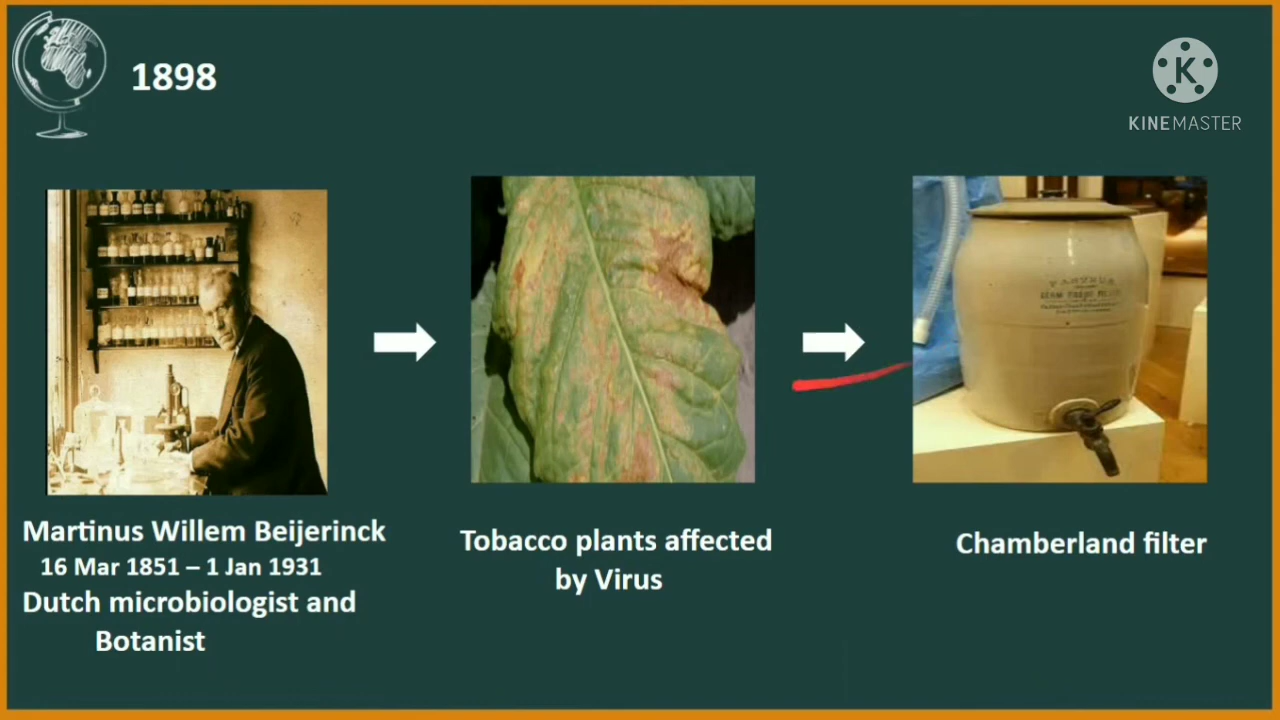 1898
KINEMASTER
Martinus Willem Beijerinck
16 Mar 1851 – 1 Jan 1931
Dutch microbiologist and
Botanist
Tobacco plants affected
by Virus
Chamberland filter